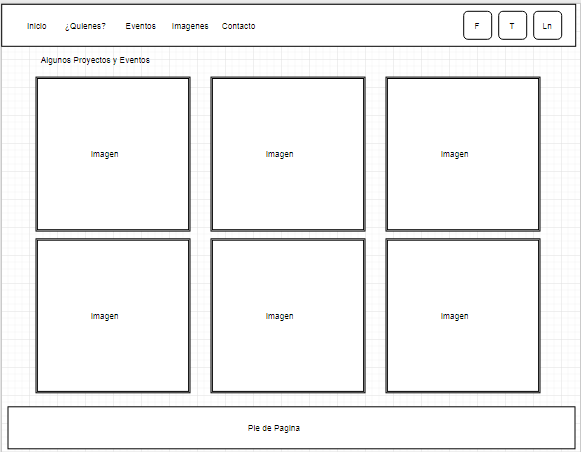 Inicio ¿Quienes? Eventos Imagenes Contacto F T Ln
Algunos Proyectos y Eventos
Imagen Imagen Imagen
Imagen Imagen Imagen
Pie de Pagina